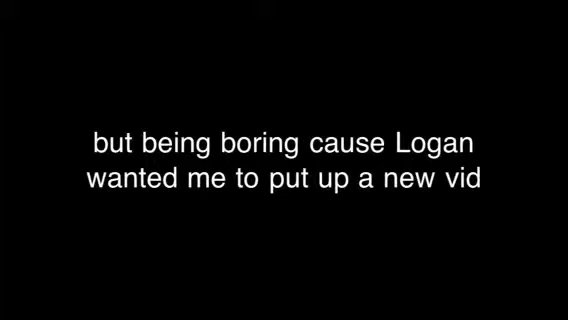 but being boring cause Logan
wanted me to put up a new vid